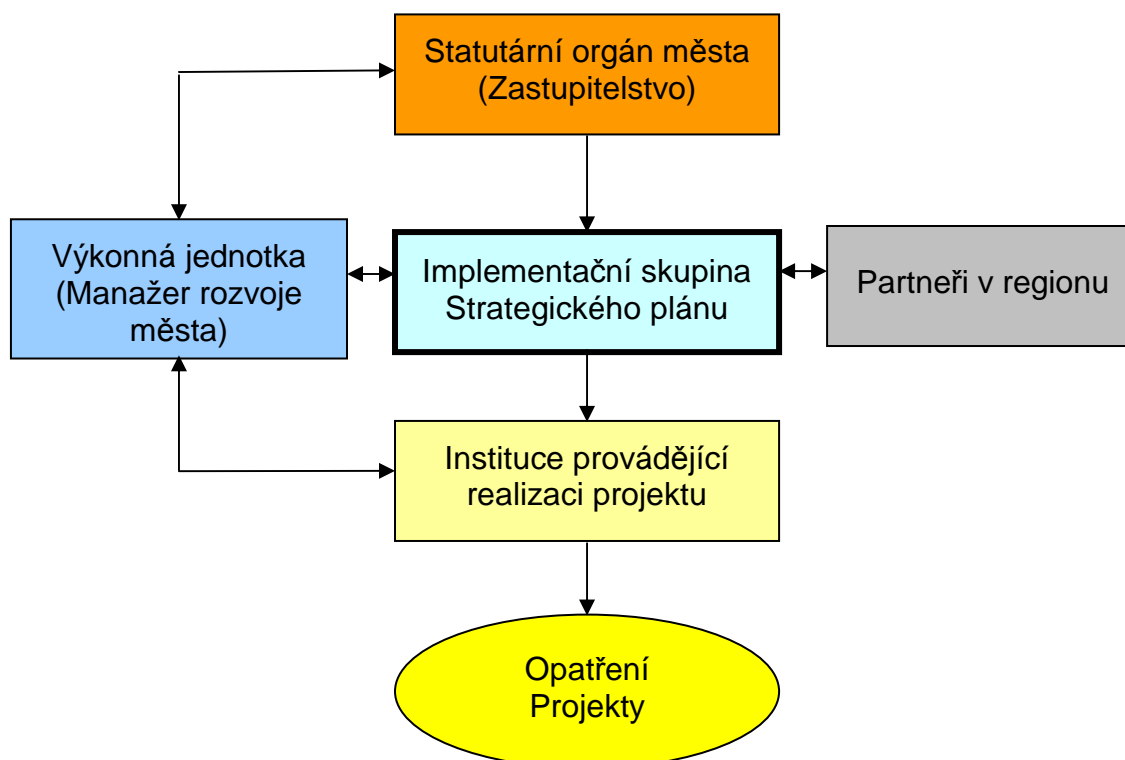 Statutární orgán města
(Zastupitelstvo)
Výkonná jednotka
(Manažer rozvoje
města)
Implementační skupina
Strategického plánu
Partneři v regionu
Instituce provádějící
realizaci projektu
Opatření
Projekty